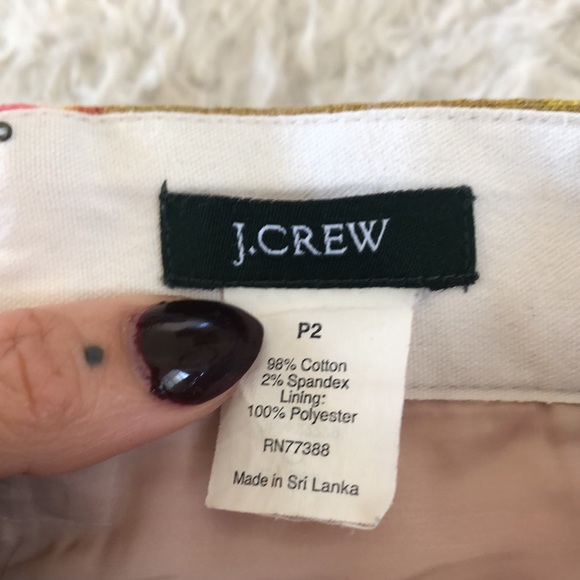 J.CREW
P2
98% Cotton
2% Spandex
Lining:
100% Polyester
RN77388
Made in Sri Lanka